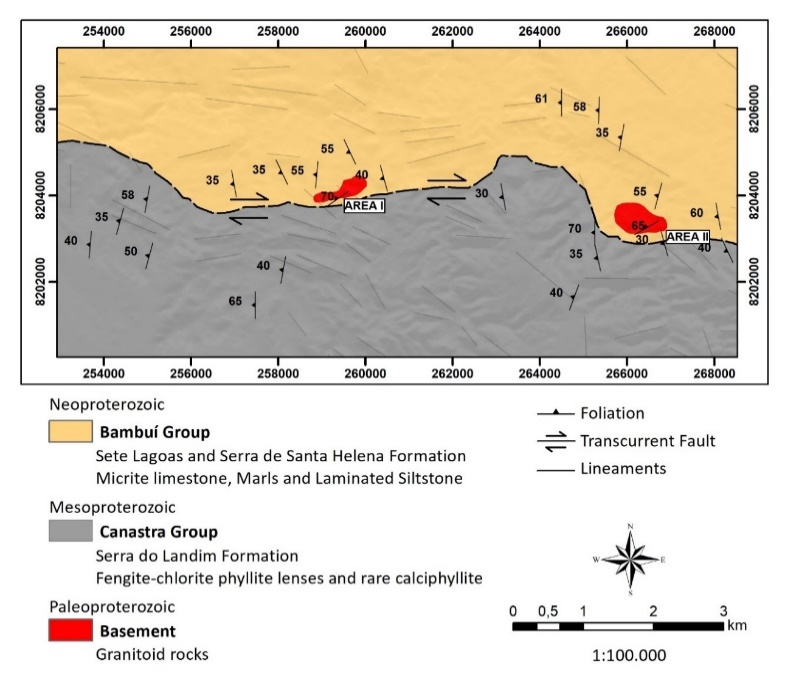 254000 256000 258000 260000 262000 264000 266000 268000
8206000 8206000
8204000 8204000
8202000 8202000
61 58
35
55
35 35 55 40
70
AREA I
58
35
40 50
40
65
30
55
60
65
30 AREA II
40
70
35
40
254000 256000 258000 260000 262000 264000 266000 268000
Neoproterozoic
Bambuí Group
Sete Lagoas and Serra de Santa Helena Formation
Micrite limestone, Marls and Laminated Siltstone
Mesoproterozoic
Canastra Group
Serra do Landim Formation
Fengite-chlorite phyllite lenses and rare calciphyllite
Paleoproterozoic
Basement
Granitoid rocks
Foliation
Transcurrent Fault
Lineaments
N
W E
S
0 0,5 1 2 3
km
1:100.000